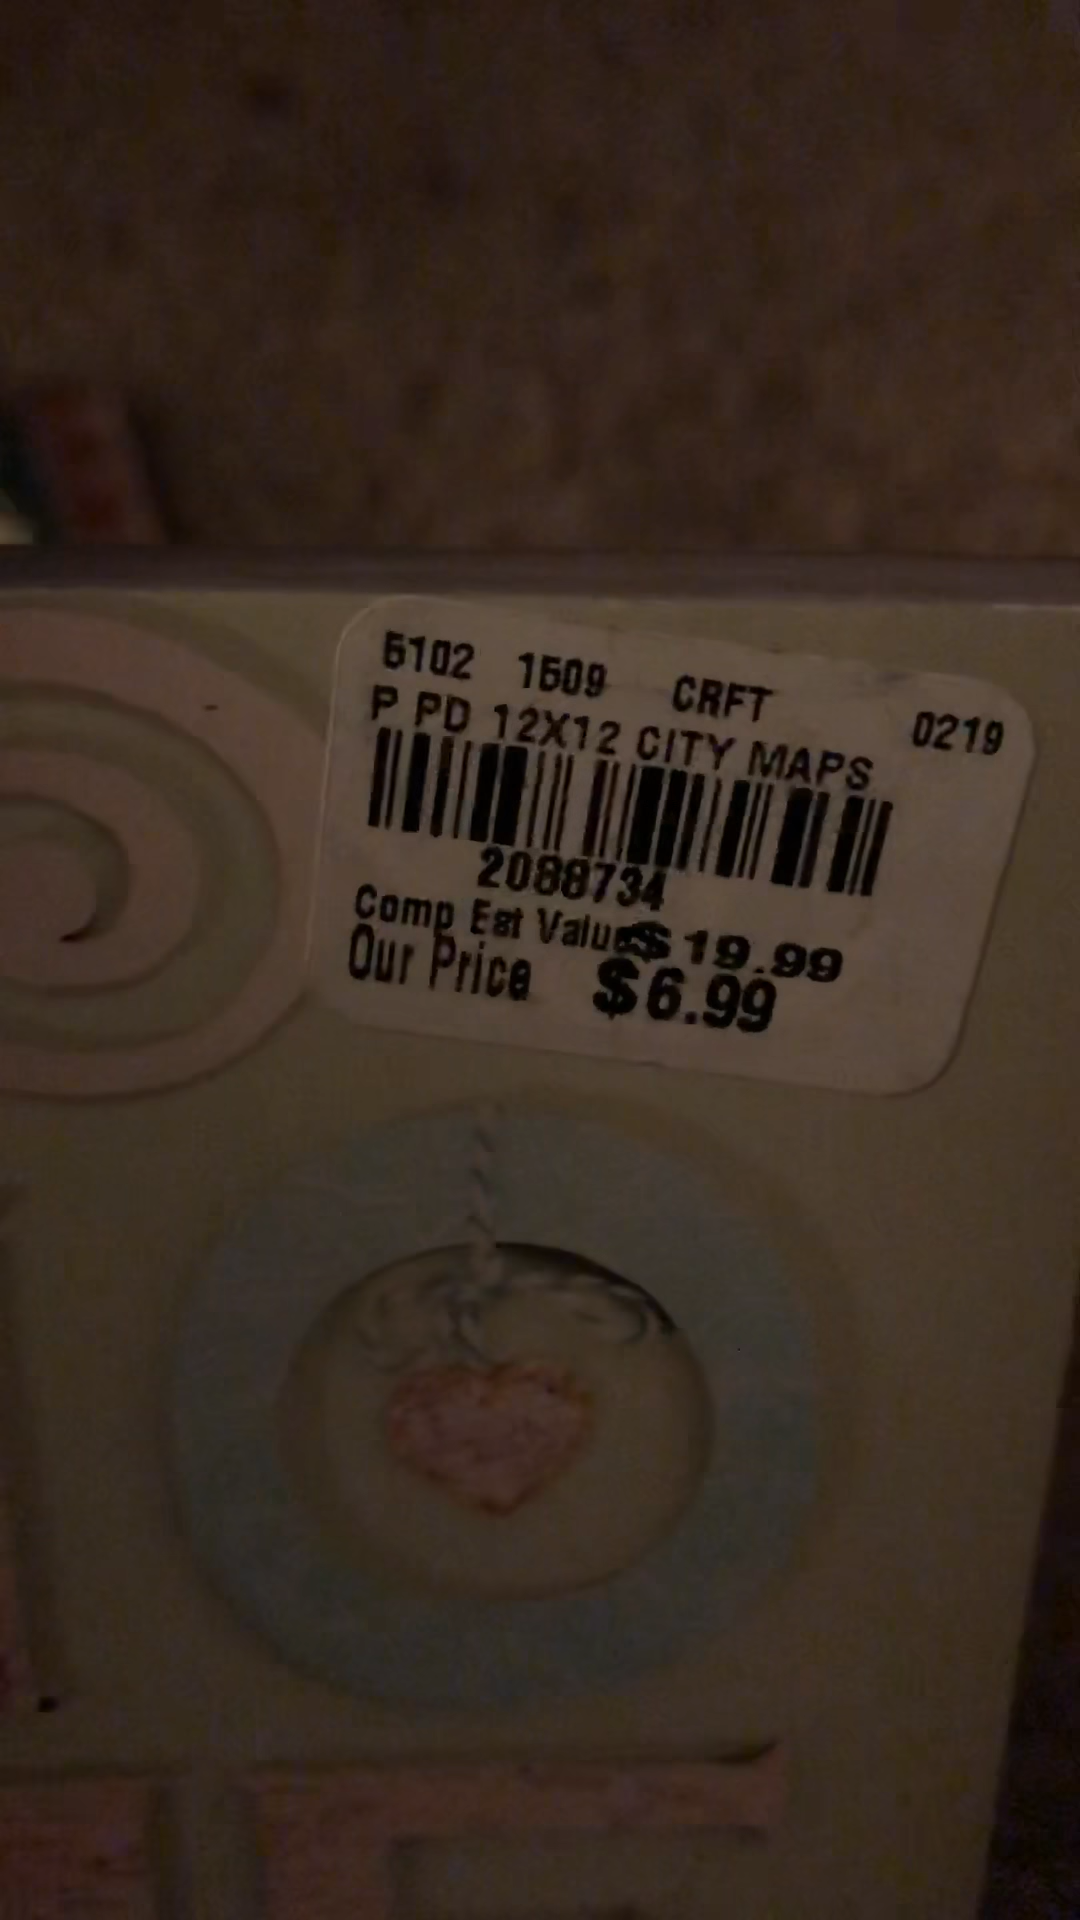 5102 1509 CRFT 0219
P PD 12X12 CITY MAPS
2088734
Comp Est Value $19.99
Our Price $6.99